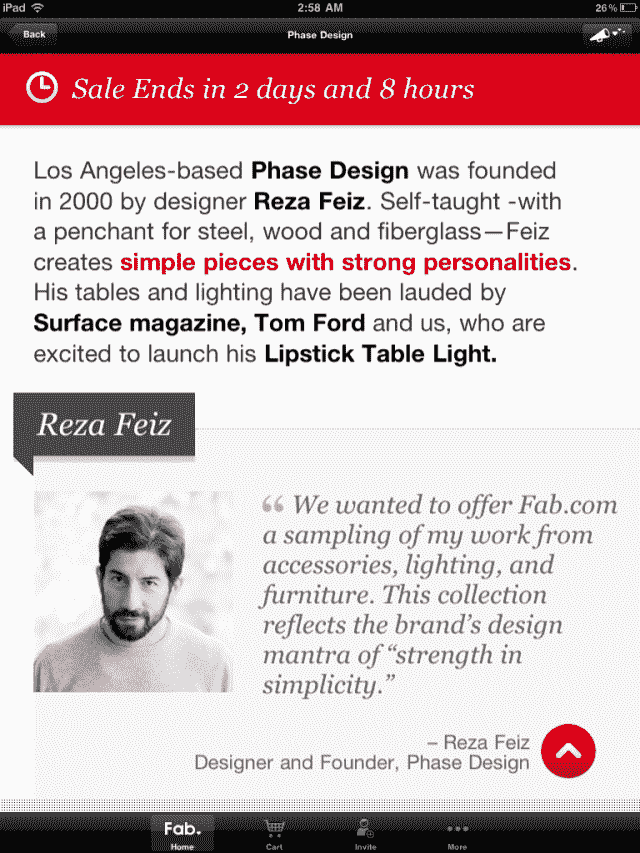 iPad 2:58 AM 26%
Back Phase Design
Sale Ends in 2 days and 8 hours
Los Angeles-based Phase Design was founded
in 2000 by designer Reza Feiz. Self-taught -with
a penchant for steel, wood and fiberglass—Feiz
creates simple pieces with strong personalities.
His tables and lighting have been lauded by
Surface magazine, Tom Ford and us, who are
excited to launch his Lipstick Table Light.
Reza Feiz
“ We wanted to offer Fab.com
a sampling of my work from
accessories, lighting, and
furniture. This collection
reflects the brand’s design
mantra of “strength in
simplicity.”
– Reza Feiz
Designer and Founder, Phase Design
Fab.
Home Cart Invite More